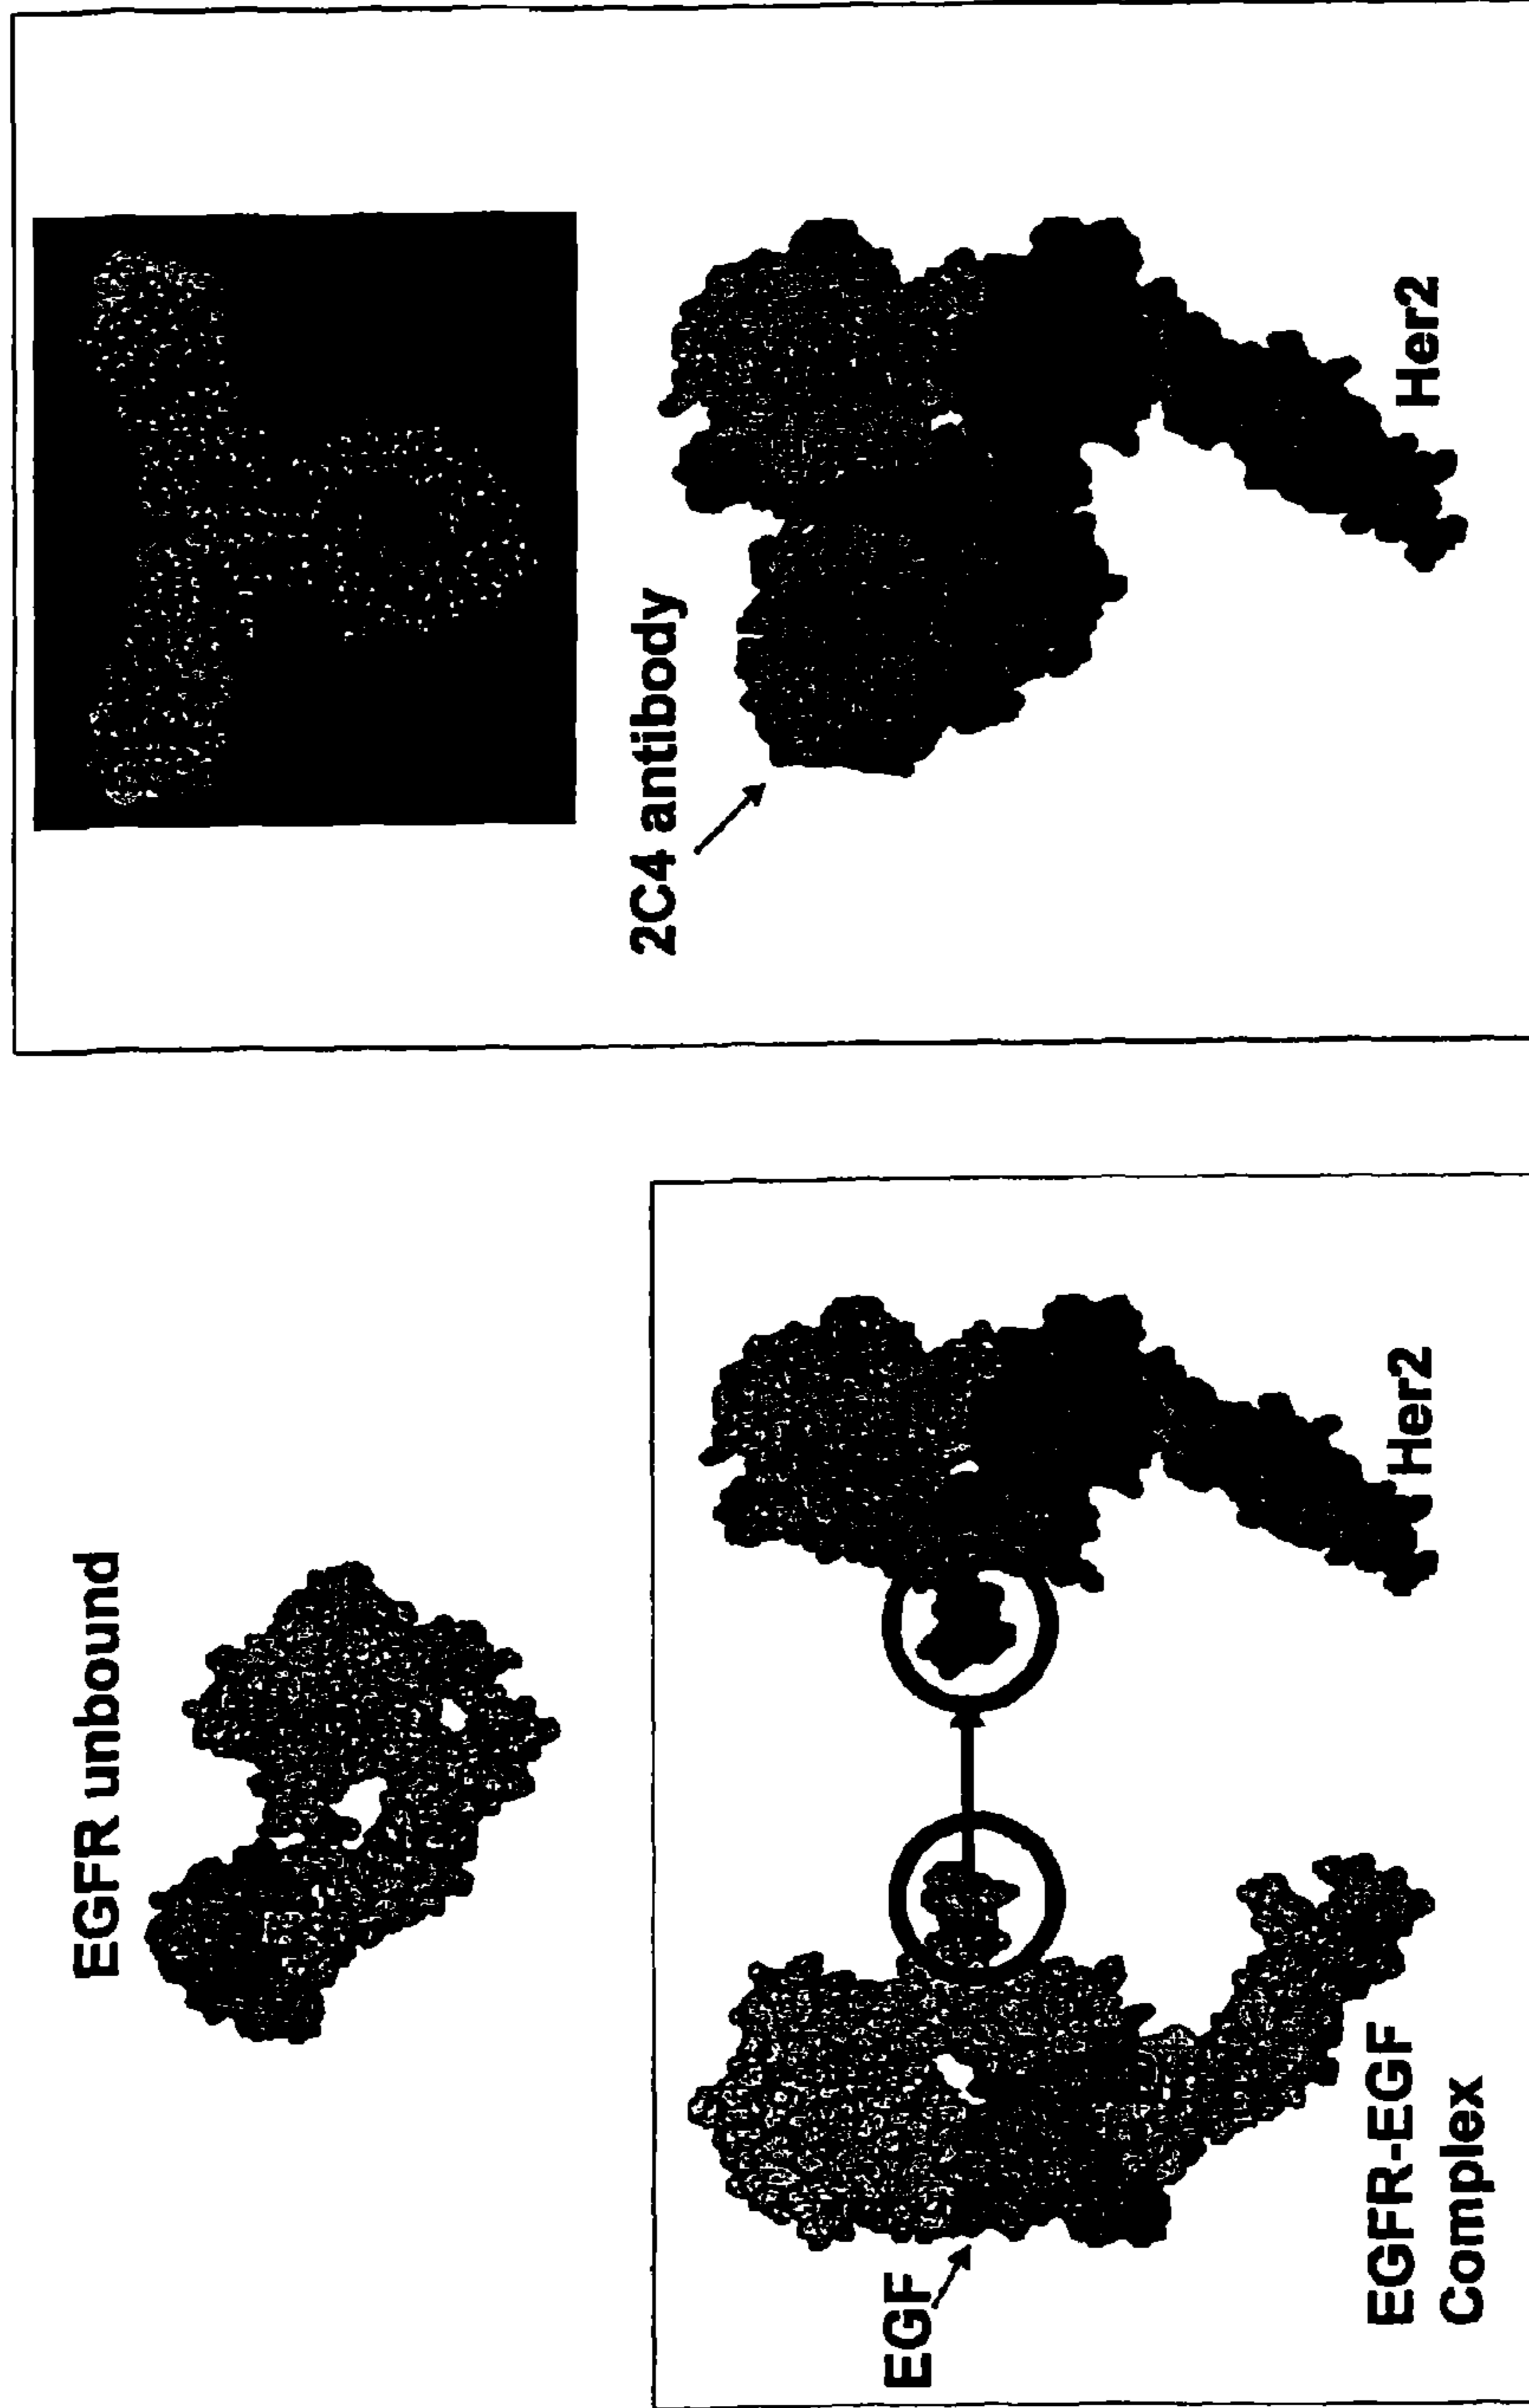 EGFR unbound
EGF
EGFR-EGF
Complex
Her2
2C4 antibody
Her2